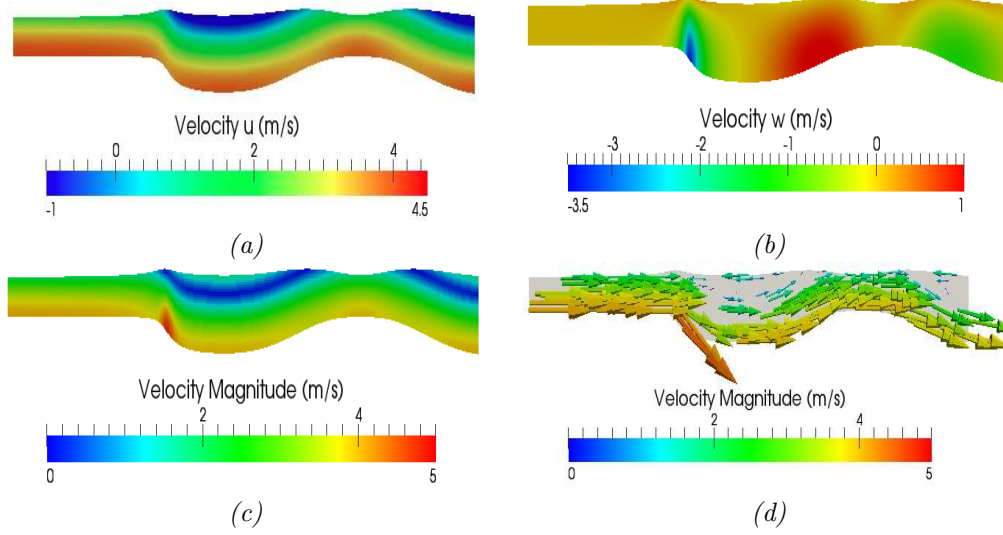 Velocity u (m/s)
0 2 4
-1 4.5
(a)
Velocity w (m/s)
-3 -2 -1 0
-3.5 1
(b)
Velocity Magnitude (m/s)
2 4
0 5
(c)
Velocity Magnitude (m/s)
2 4
0 5
(d)